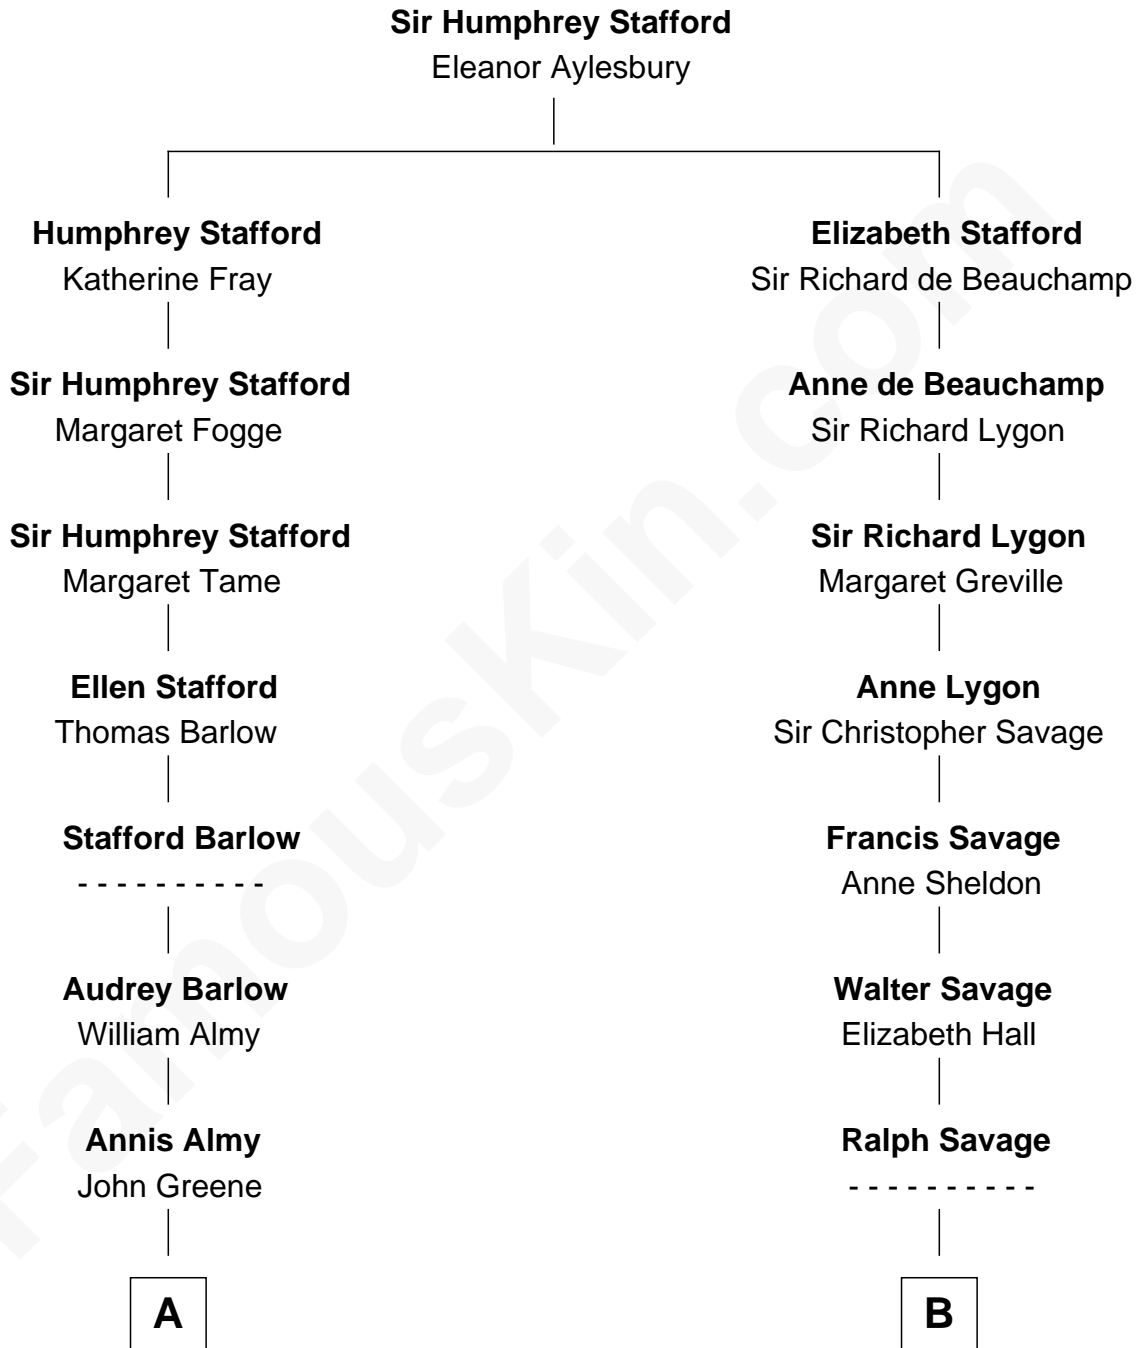 Sir Humphrey Stafford
Eleanor Aylesbury
Humphrey Stafford
Katherine Fray
Sir Humphrey Stafford
Margaret Fogge
Sir Humphrey Stafford
Margaret Tame
Ellen Stafford
Thomas Barlow
Stafford Barlow
- - - - - - - - - -
Audrey Barlow
William Almy
Annis Almy
John Greene
A
Elizabeth Stafford
Sir Richard de Beauchamp
Anne de Beauchamp
Sir Richard Lygon
Sir Richard Lygon
Margaret Greville
Anne Lygon
Sir Christopher Savage
Francis Savage
Anne Sheldon
Walter Savage
Elizabeth Hall
Ralph Savage
- - - - - - - - - -
B
FamousKin.com